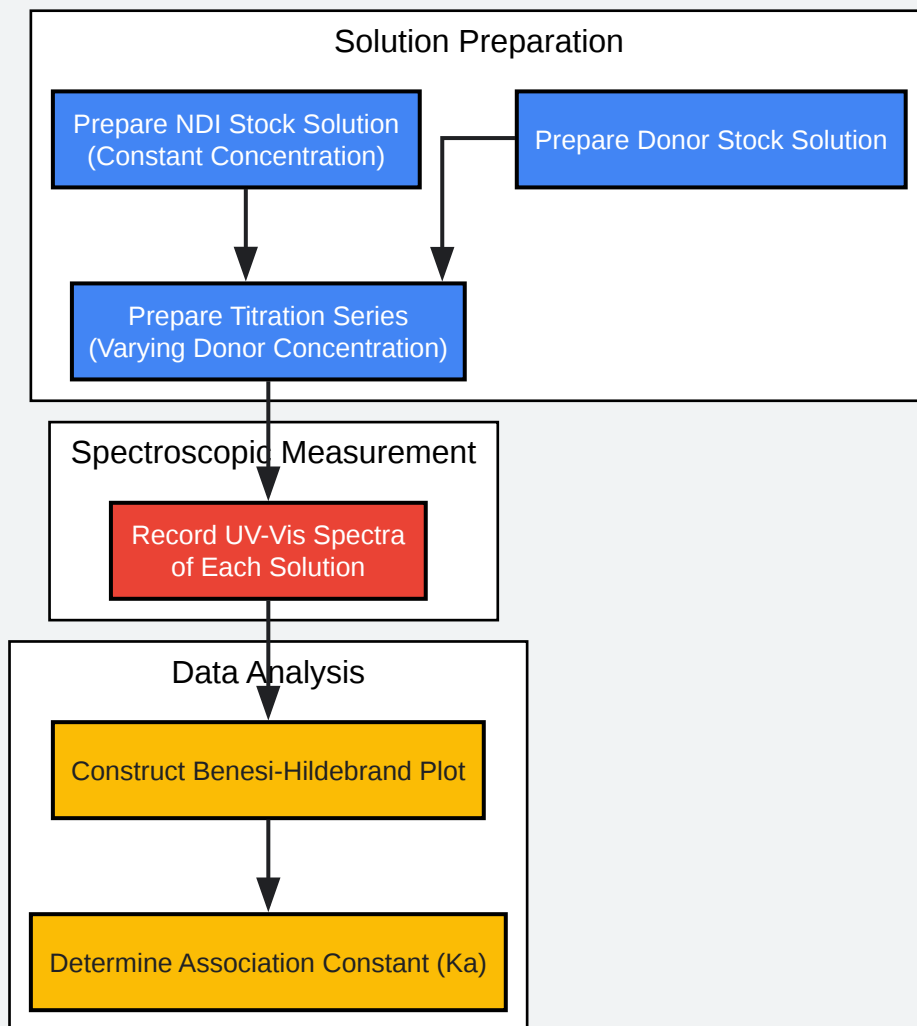 Solution Preparation
Prepare NDI Stock Solution
(Constant Concentration)
Prepare Donor Stock Solution
Prepare Titration Series
(Varying Donor Concentration)
Spectroscopic Measurement
Record UV-Vis Spectra
of Each Solution
Data Analysis
Construct Benesi-Hildebrand Plot
Determine Association Constant (Ka)